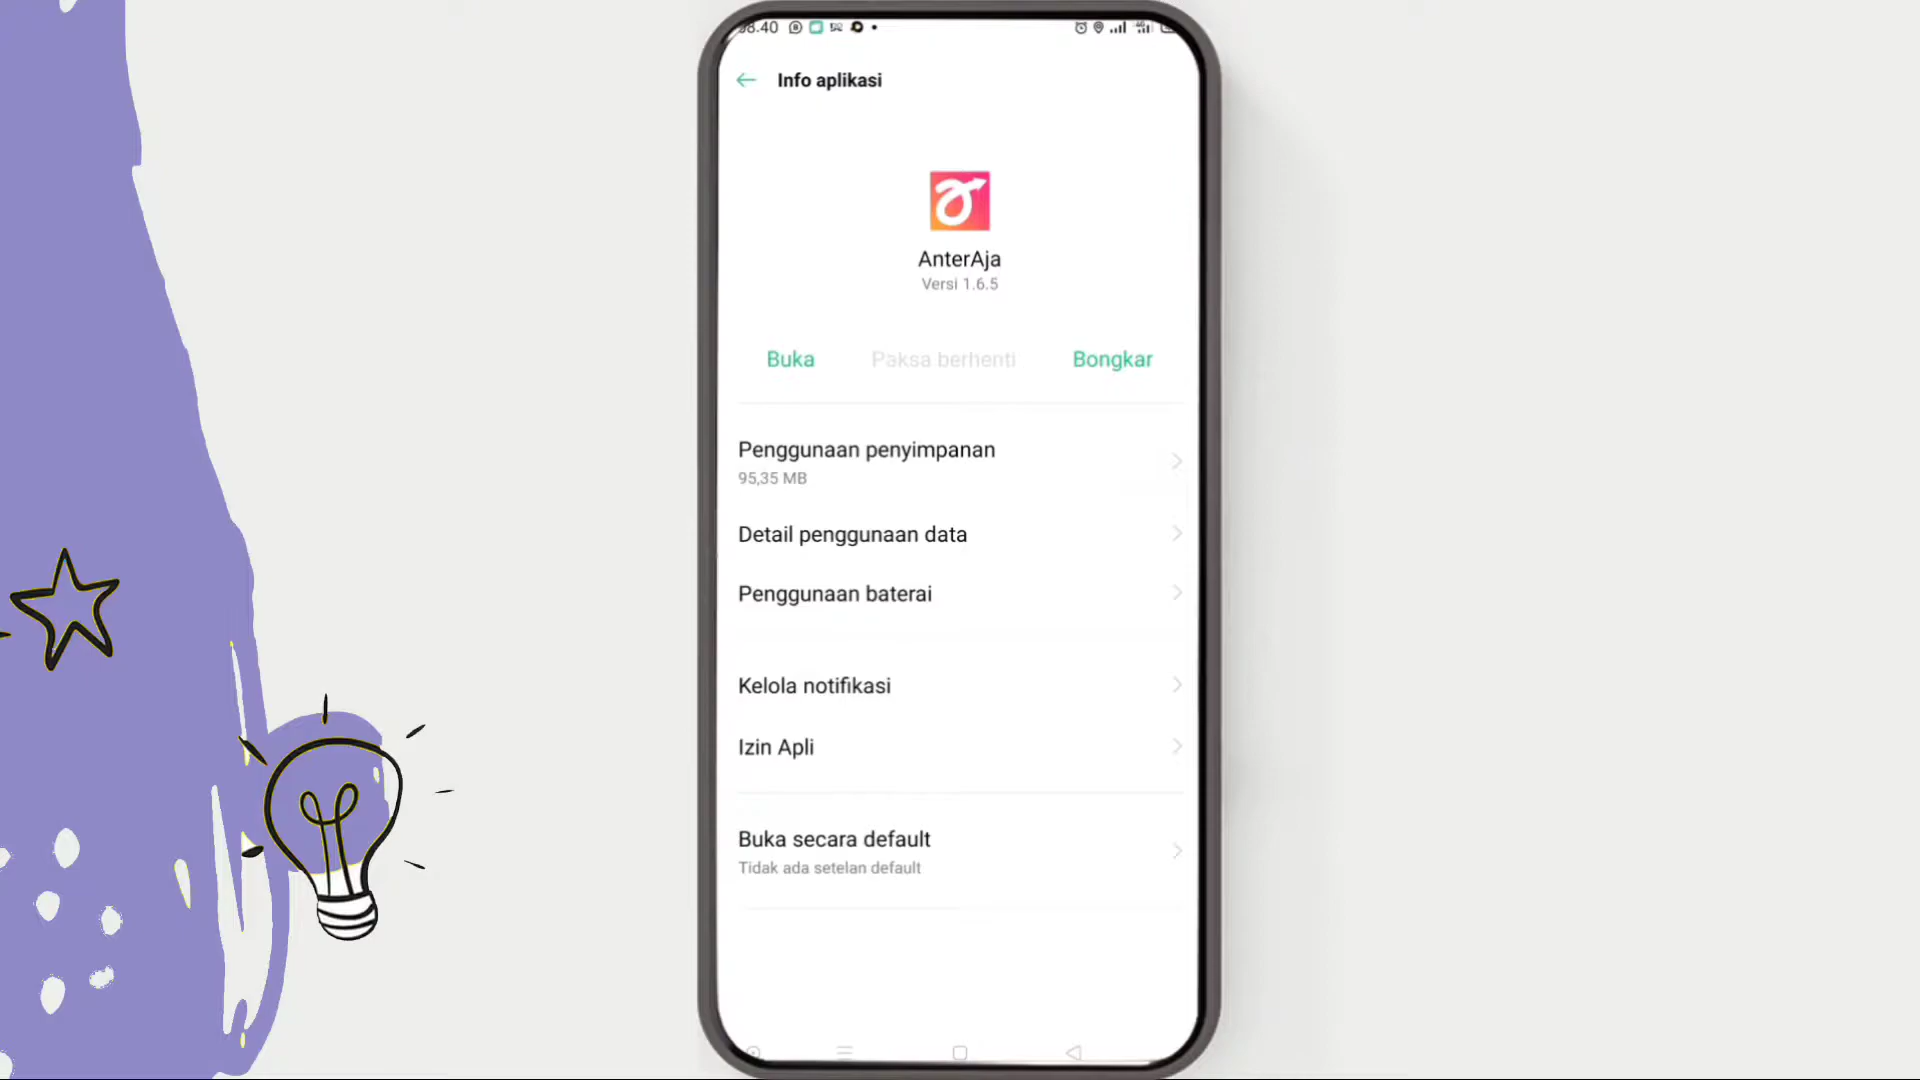 08.40
Info aplikasi
AnterAja
Versi 1.6.5
Buka Paksa berhenti Bongkar
Penggunaan penyimpanan
95,35 MB
Detail penggunaan data
Penggunaan baterai
Kelola notifikasi
Izin Apli
Buka secara default
Tidak ada setelan default